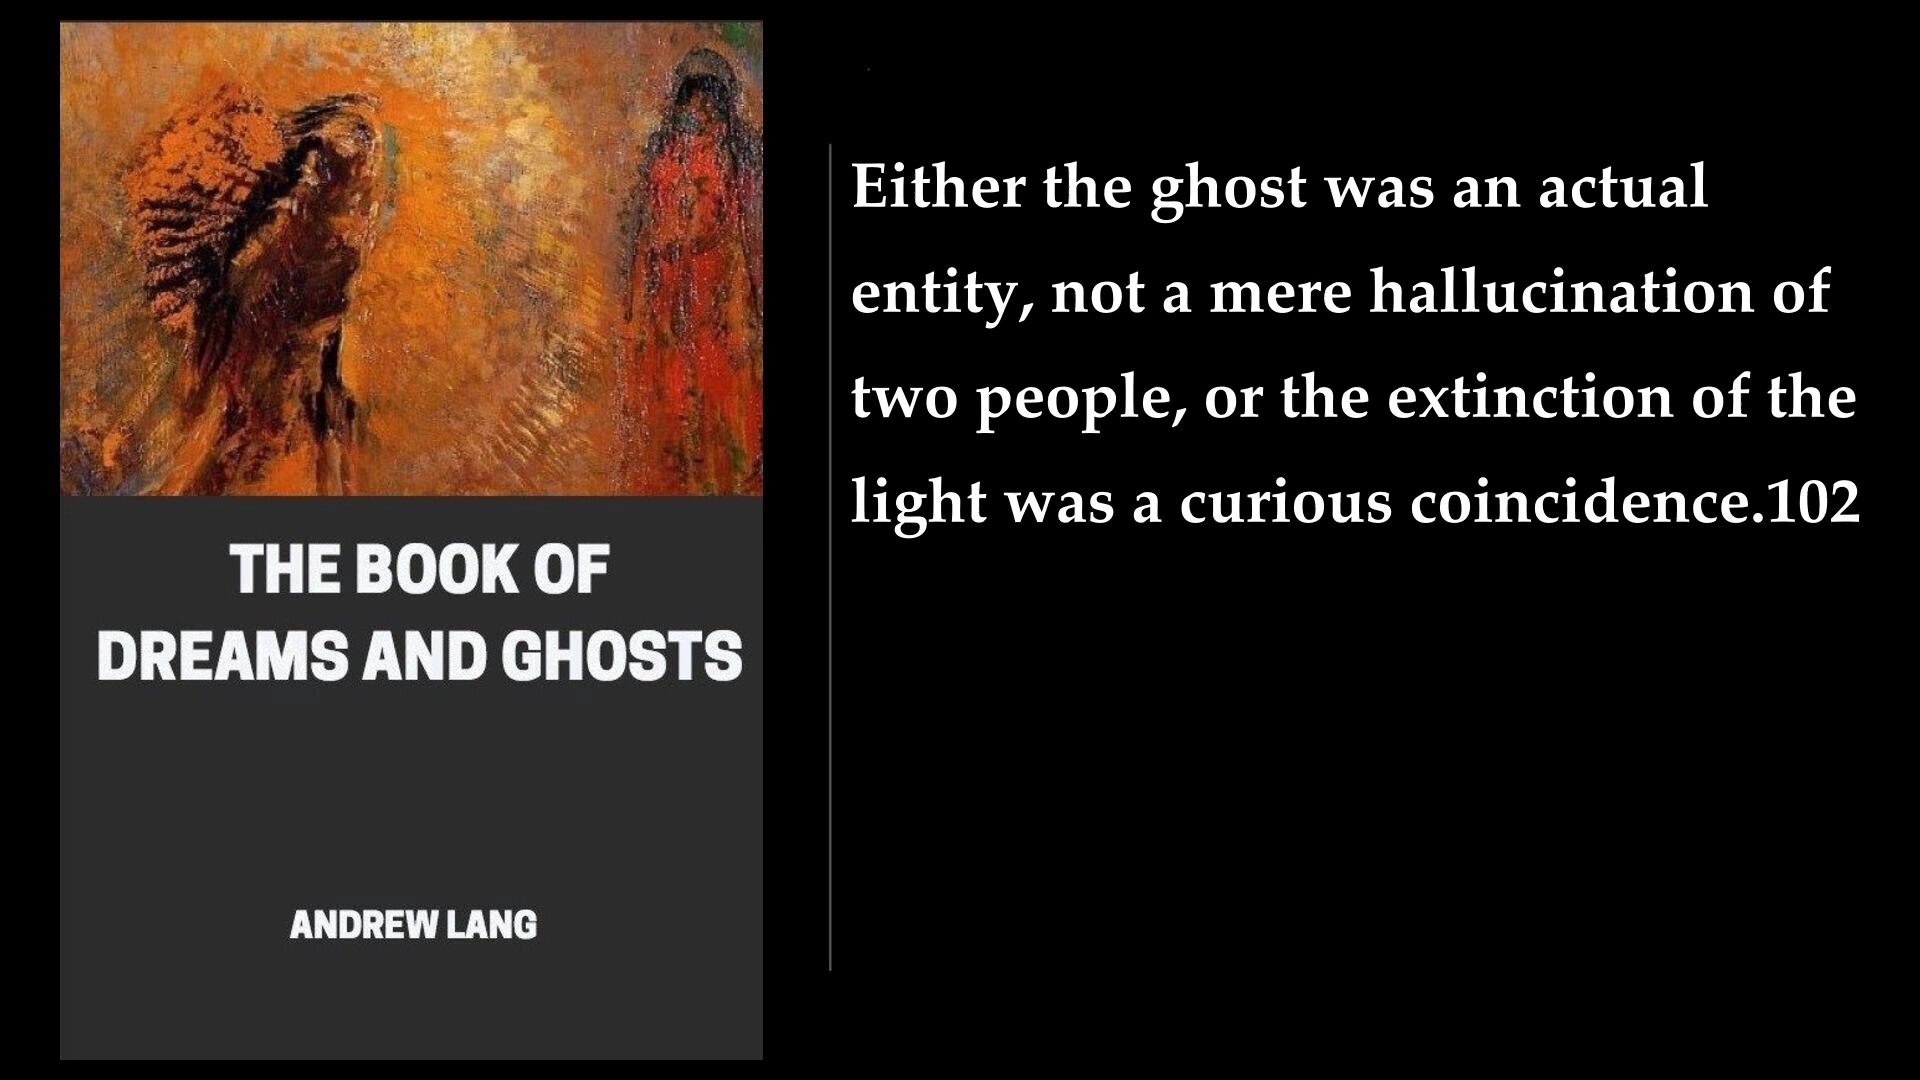 THE BOOK OF
DREAMS AND GHOSTS
ANDREW LANG
Either the ghost was an actual
entity, not a mere hallucination of
two people, or the extinction of the
light was a curious coincidence.102